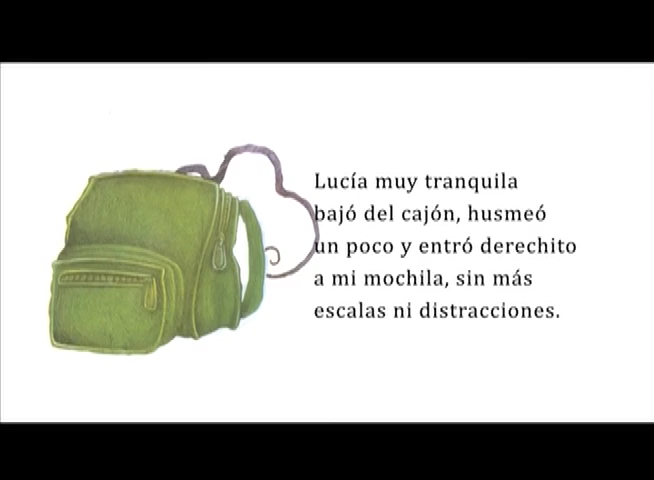 Lucía muy tranquila
bajó del cajón, husmeó
un poco y entró derechito
a mi mochila, sin más
escalas ni distracciones.